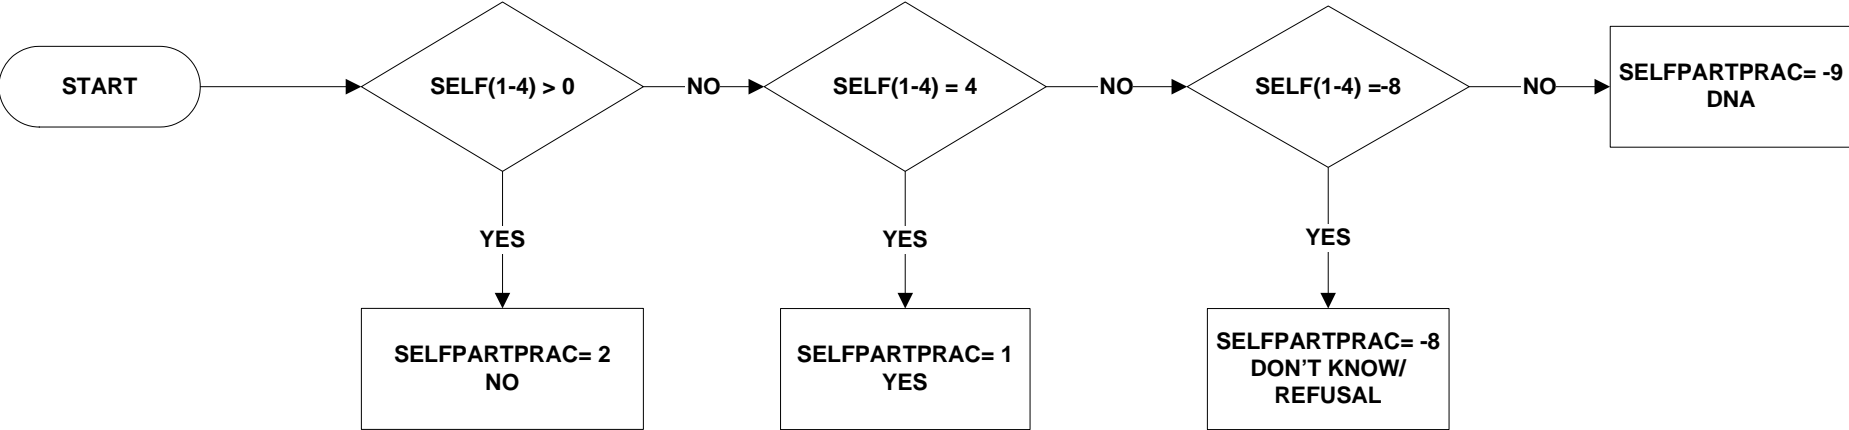 START
SELF(1-4) > 0
NO
SELF(1-4) = 4
NO
SELF(1-4) =-8
NO
SELFPARTPRAC= -9
DNA
YES
YES
YES
SELFPARTPRAC= 2
NO
SELFPARTPRAC= 1
YES
SELFPARTPRAC= -8
DON'T KNOW/
REFUSAL